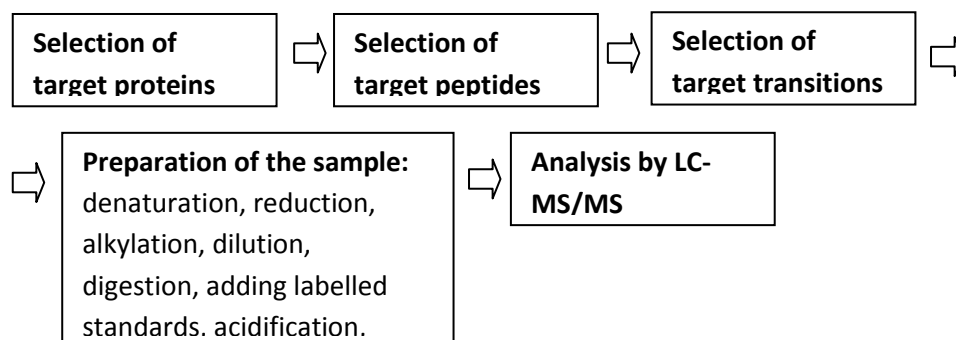 Selection of
target proteins
Selection of
target peptides
Selection of
target transitions
Preparation of the sample:
denaturation, reduction,
alkylation, dilution,
digestion, adding labelled
standards, acidification,
Analysis by LC-
MS/MS